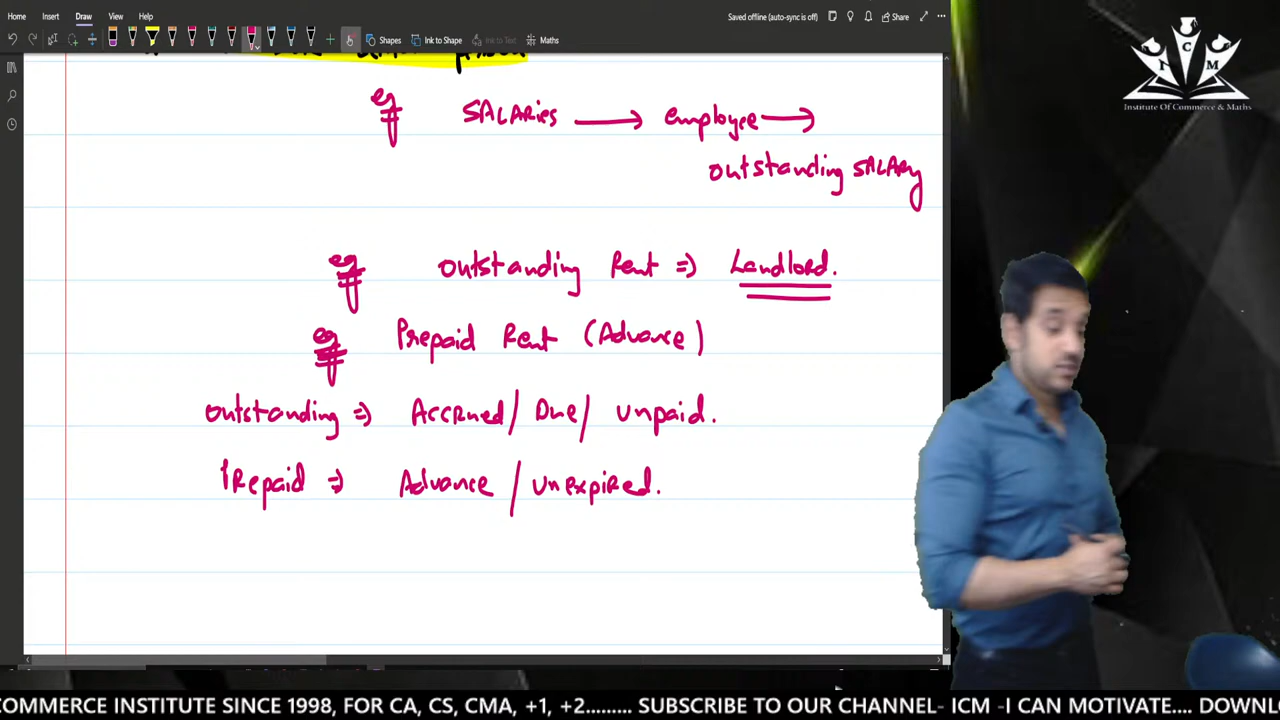 Home Insert Draw View Help
Saved offline (auto-sync is off) Share
Shapes Ink to Shape Ink to Text Maths
eg SALARies → employee →
outstanding SALARy
eg outstanding Rent ⇒ Landlord.
eg Prepaid Rent (Advance)
outstanding ⇒ Accrued / Due / unpaid.
PRepaid ⇒ Advance / unexpired.
I C M
Institute Of Commerce & Maths
COMMERCE INSTITUTE SINCE 1998, FOR CA, CS, CMA, +1, +2......... SUBSCRIBE TO OUR CHANNEL- ICM -I CAN MOTIVATE.... DOWNL